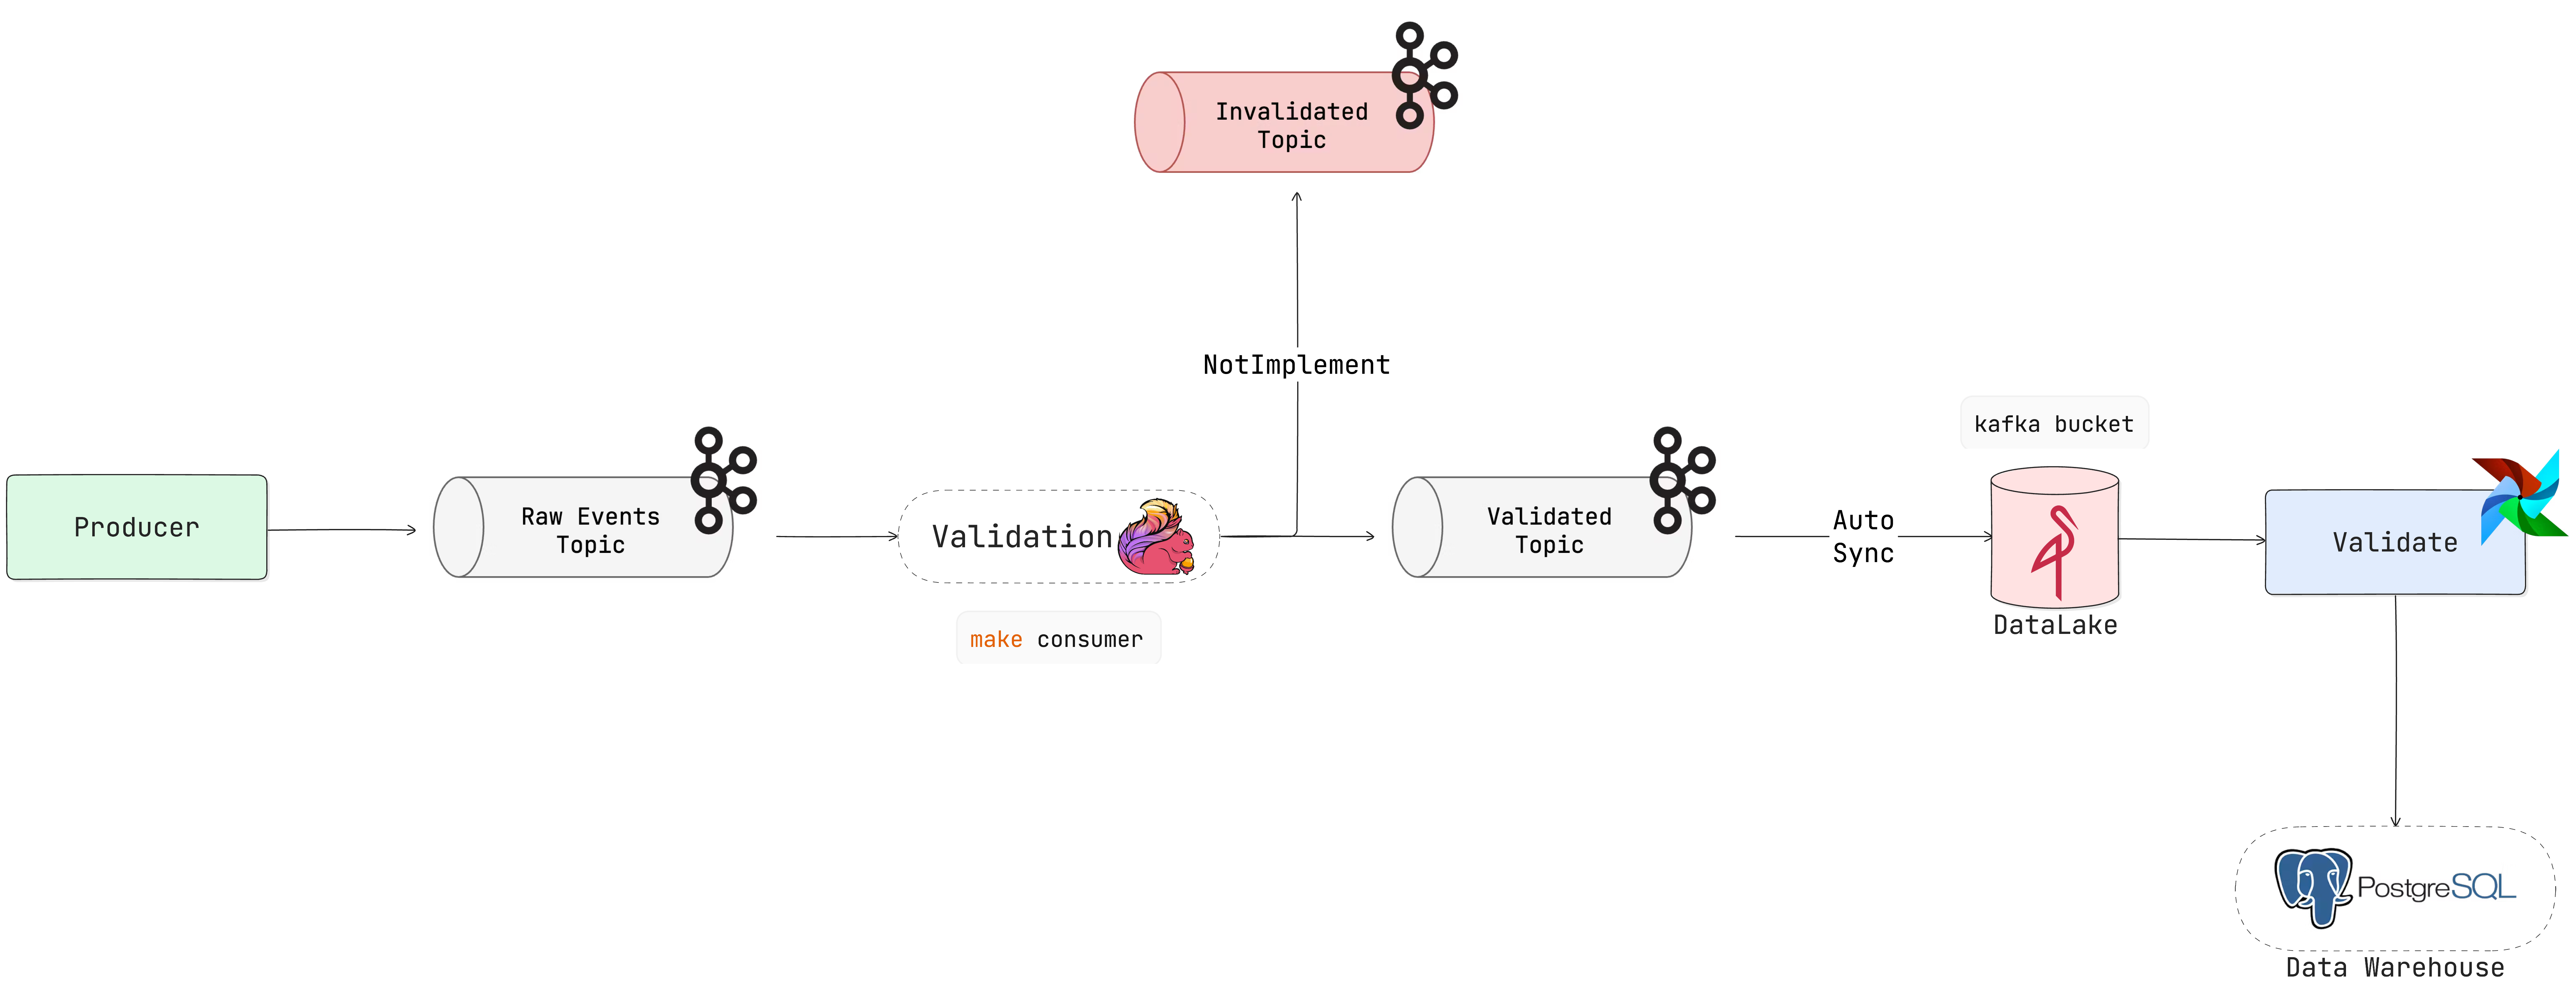 Invalidated
Topic
NotImplement
Producer
Raw Events
Topic
Validation
make consumer
Validated
Topic
Auto
Sync
kafka bucket
DataLake
Validate
PostgreSQL
Data Warehouse